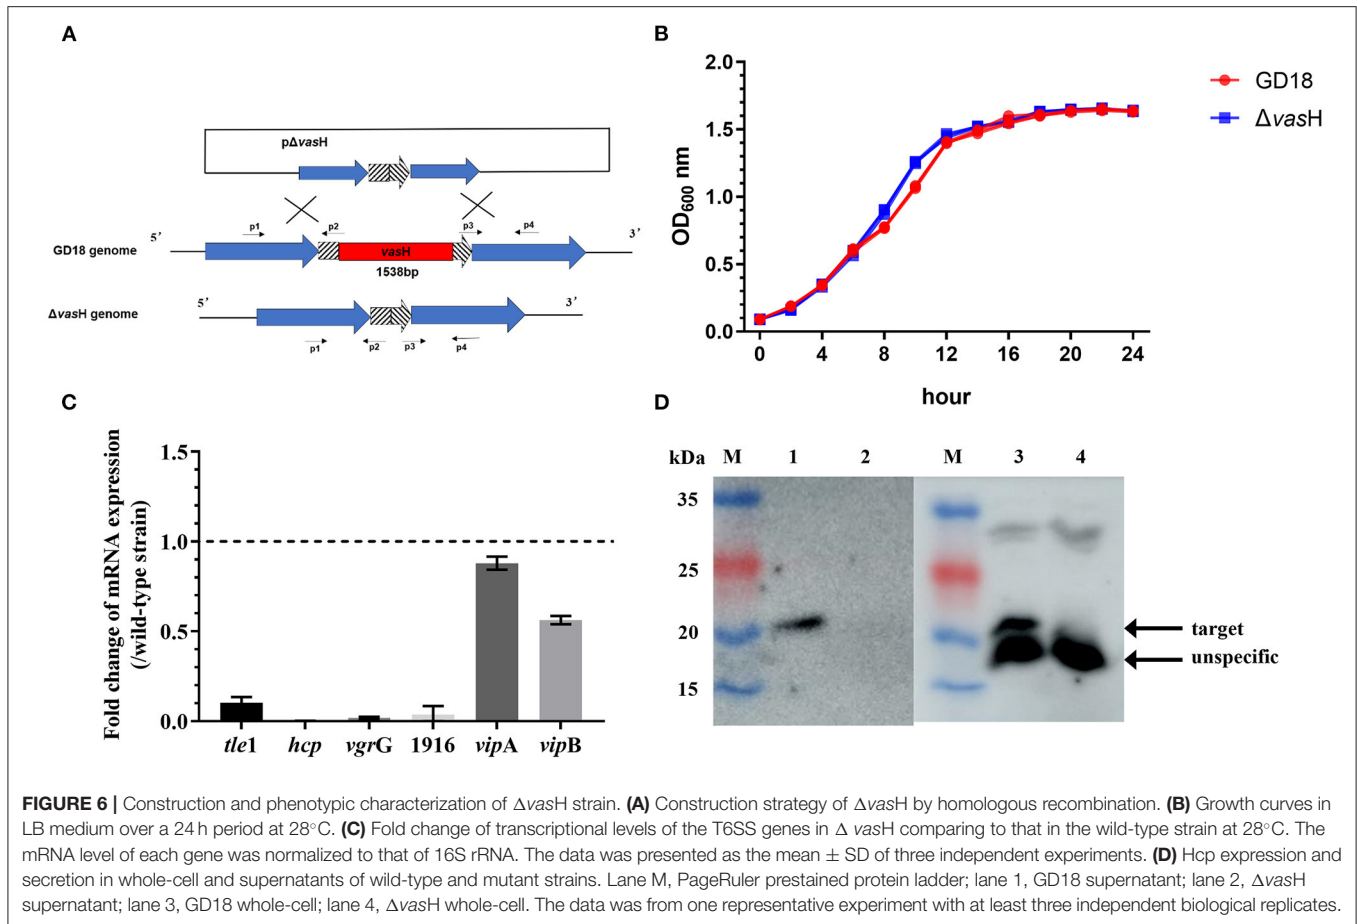 A
pΔvasH
p1
p2
p3
p4
5′
3′
GD18 genome
vasH
1538bp
5′
3′
ΔvasH genome
p1
p2
p3
p4
B
2.0
1.5
1.0
0.5
0.0
OD600 nm
0
4
8
12
16
20
24
hour
GD18
ΔvasH
C
Fold change of mRNA expression
(/wild-type strain)
1.5
1.0
0.5
0.0
tle1
hcp
vgrG
1916
vipA
vipB
D
kDa
M
1
2
M
3
4
35
25
20
15
target
unspecific
FIGURE 6 | Construction and phenotypic characterization of ΔvasH strain. (A) Construction strategy of ΔvasH by homologous recombination. (B) Growth curves in
LB medium over a 24 h period at 28°C. (C) Fold change of transcriptional levels of the T6SS genes in Δ vasH comparing to that in the wild-type strain at 28°C. The
mRNA level of each gene was normalized to that of 16S rRNA. The data was presented as the mean ± SD of three independent experiments. (D) Hcp expression and
secretion in whole-cell and supernatants of wild-type and mutant strains. Lane M, PageRuler prestained protein ladder; lane 1, GD18 supernatant; lane 2, ΔvasH
supernatant; lane 3, GD18 whole-cell; lane 4, ΔvasH whole-cell. The data was from one representative experiment with at least three independent biological replicates.